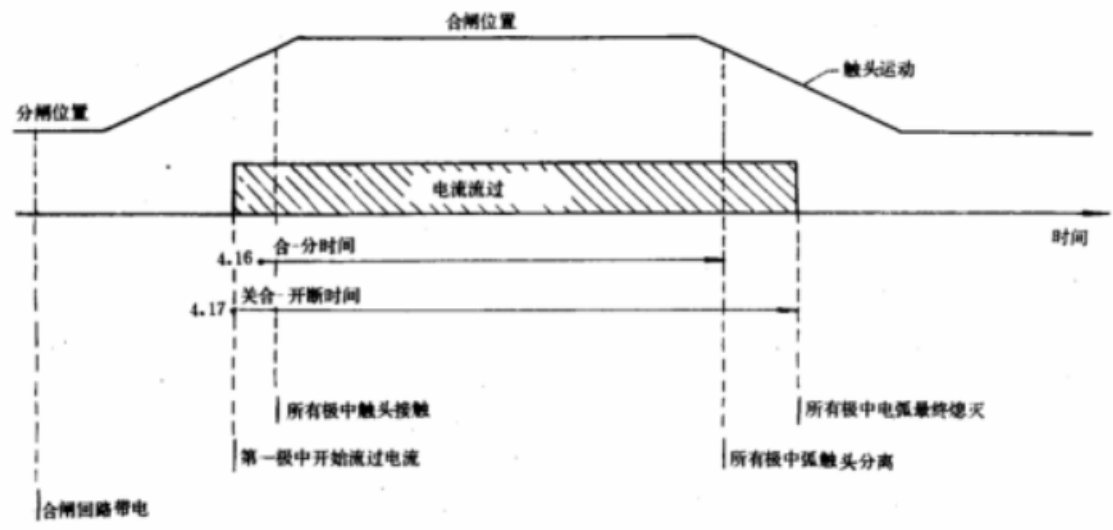 合闸位置
触头运动
分闸位置
电流流过
时间
4.16 合-分时间
4.17 关合-开断时间
所有极中触头接触
所有极中电弧最终熄灭
第一极中开始流过电流
所有极中弧触头分离
合闸回路带电